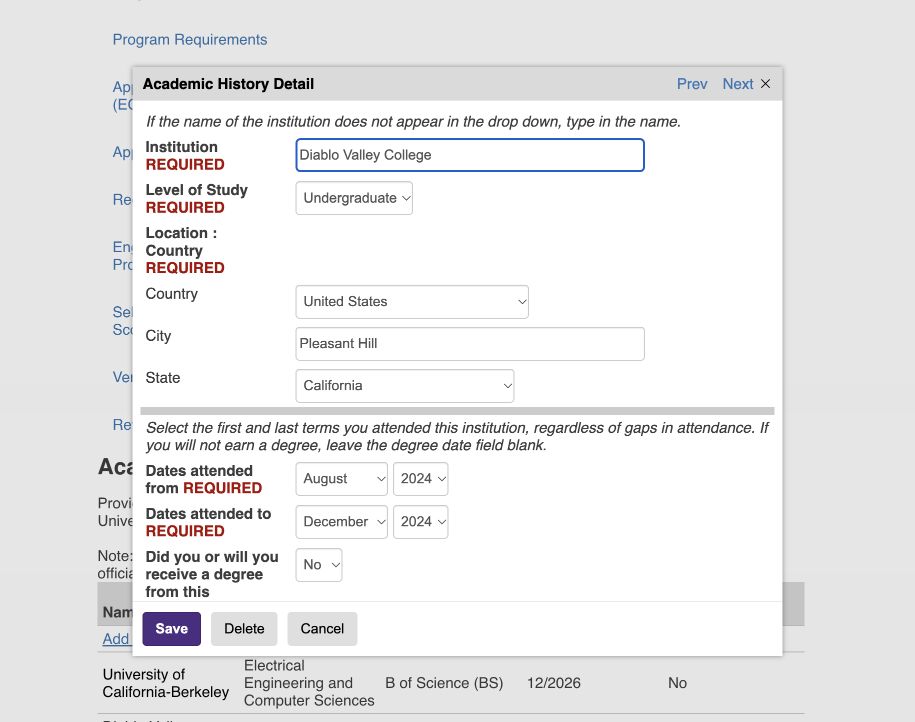 Program Requirements
Academic History Detail
Prev Next ×
If the name of the institution does not appear in the drop down, type in the name.
Institution
REQUIRED
Diablo Valley College
Level of Study
REQUIRED
Undergraduate
Location :
Country
REQUIRED
Country
United States
City
Pleasant Hill
State
California
Select the first and last terms you attended this institution, regardless of gaps in attendance. If
you will not earn a degree, leave the degree date field blank.
Dates attended
from REQUIRED
August 2024
Dates attended to
REQUIRED
December 2024
Did you or will you
receive a degree
from this
No
Save Delete Cancel
Note:
Add
University of
California-Berkeley
Electrical
Engineering and
Computer Sciences
B of Science (BS)
12/2026
No